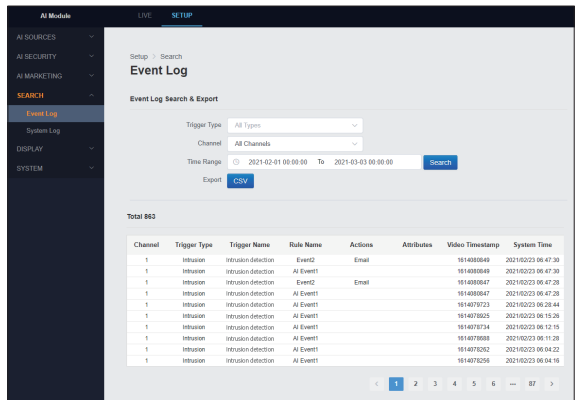 AI Module LIVE SETUP
AI SOURCES
AI SECURITY
AI MARKETING
SEARCH
Event Log
System Log
DISPLAY
SYSTEM
Setup > Search
Event Log
Event Log Search & Export
Trigger Type All Types
Channel All Channels
Time Range 2021-02-01 00:00:00 To 2021-03-03 00:00:00 Search
Export CSV
Total 863
Channel Trigger Type Trigger Name Rule Name Actions Attributes Video Timestamp System Time
1 Intrusion Intrusion detection Event2 Email 1614080849 2021/02/23 06:47:30
1 Intrusion Intrusion detection AI Event1 1614080849 2021/02/23 06:47:30
1 Intrusion Intrusion detection Event2 Email 1614080847 2021/02/23 06:47:28
1 Intrusion Intrusion detection AI Event1 1614080847 2021/02/23 06:47:28
1 Intrusion Intrusion detection AI Event1 1614079723 2021/02/23 06:28:44
1 Intrusion Intrusion detection AI Event1 1614078925 2021/02/23 06:15:26
1 Intrusion Intrusion detection AI Event1 1614078734 2021/02/23 06:12:15
1 Intrusion Intrusion detection AI Event1 1614078688 2021/02/23 06:11:28
1 Intrusion Intrusion detection AI Event1 1614078262 2021/02/23 06:04:22
1 Intrusion Intrusion detection AI Event1 1614078256 2021/02/23 06:04:16
< 1 2 3 4 5 6 ... 87 >